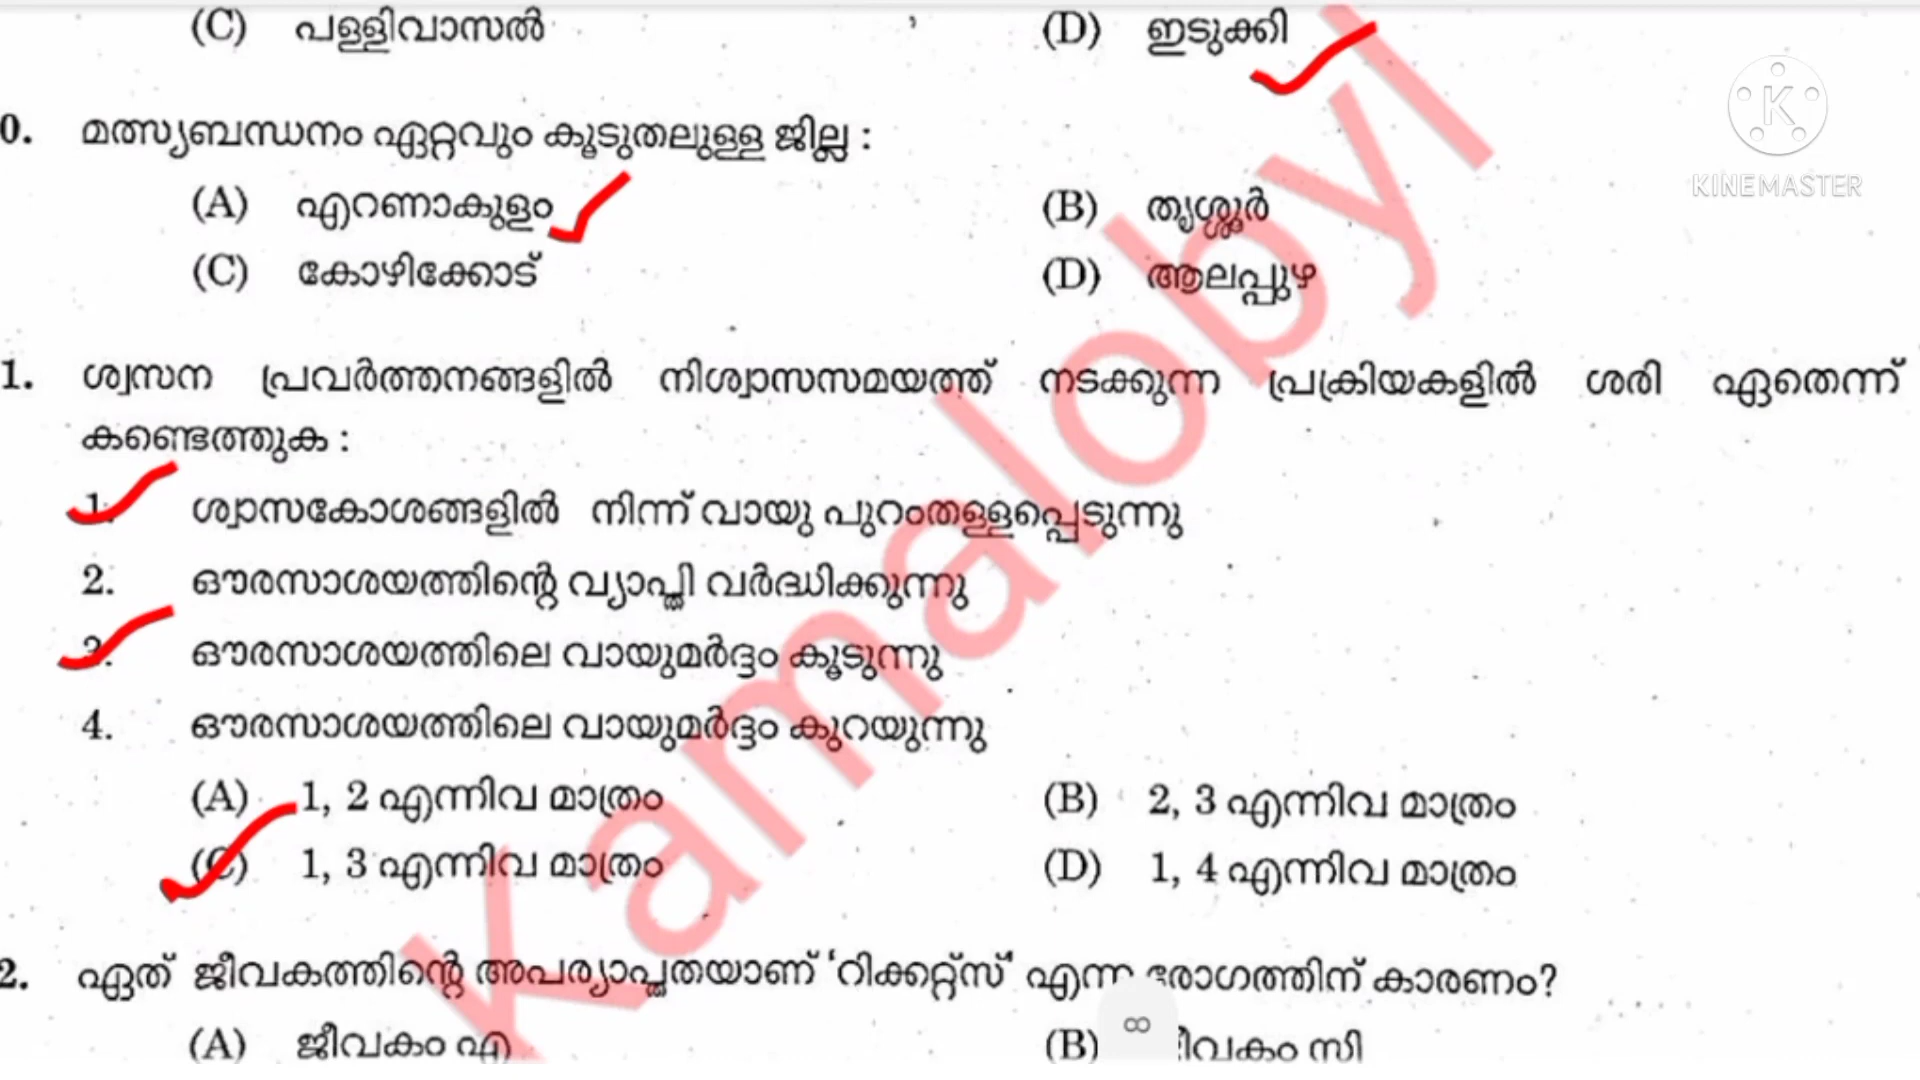 (C) പള്ളിവാസൽ (D) ഇടുക്കി
0. മത്സ്യബന്ധനം ഏറ്റവും കൂടുതലുള്ള ജില്ല :
(A) എറണാകുളം (B) തൃശ്ശൂർ
(C) കോഴിക്കോട് (D) ആലപ്പുഴ
KINEMASTER
1. ശ്വസന പ്രവർത്തനങ്ങളിൽ നിശ്വാസസമയത്ത് നടക്കുന്ന പ്രക്രിയകളിൽ ശരി ഏതെന്ന്
കണ്ടെത്തുക :
1. ശ്വാസകോശങ്ങളിൽ നിന്ന് വായു പുറംതള്ളപ്പെടുന്നു
2. ഔരസാശയത്തിന്റെ വ്യാപ്തി വർദ്ധിക്കുന്നു
3. ഔരസാശയത്തിലെ വായുമർദ്ദം കൂടുന്നു
4. ഔരസാശയത്തിലെ വായുമർദ്ദം കുറയുന്നു
(A) 1, 2 എന്നിവ മാത്രം (B) 2, 3 എന്നിവ മാത്രം
(C) 1, 3 എന്നിവ മാത്രം (D) 1, 4 എന്നിവ മാത്രം
2. ഏത് ജീവകത്തിന്റെ അപര്യാപ്തതയാണ് 'റിക്കറ്റ്സ്' എന്ന രോഗത്തിന് കാരണം?
(A) ജീവകം എ (B) ജീവകം സി
Kamaloby